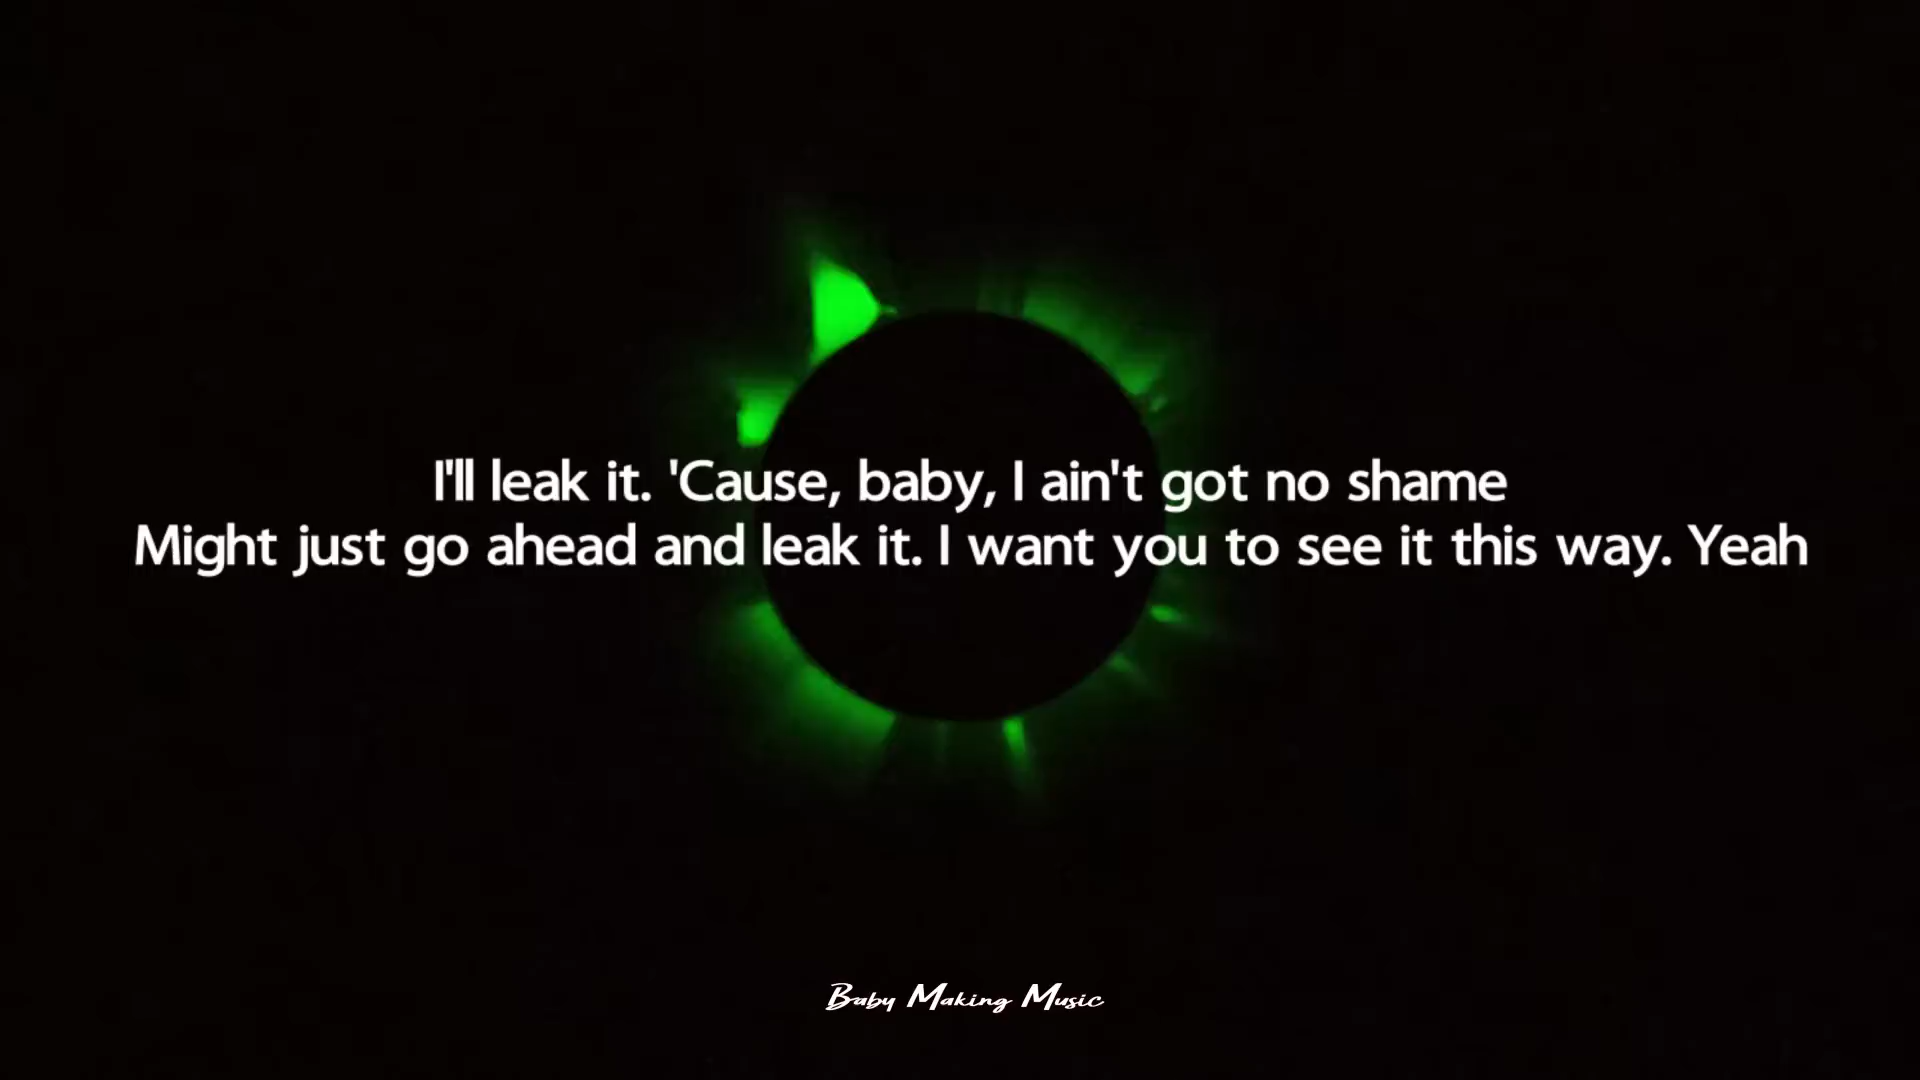 I'll leak it. 'Cause, baby, I ain't got no shame
Might just go ahead and leak it. I want you to see it this way. Yeah
Baby Making Music